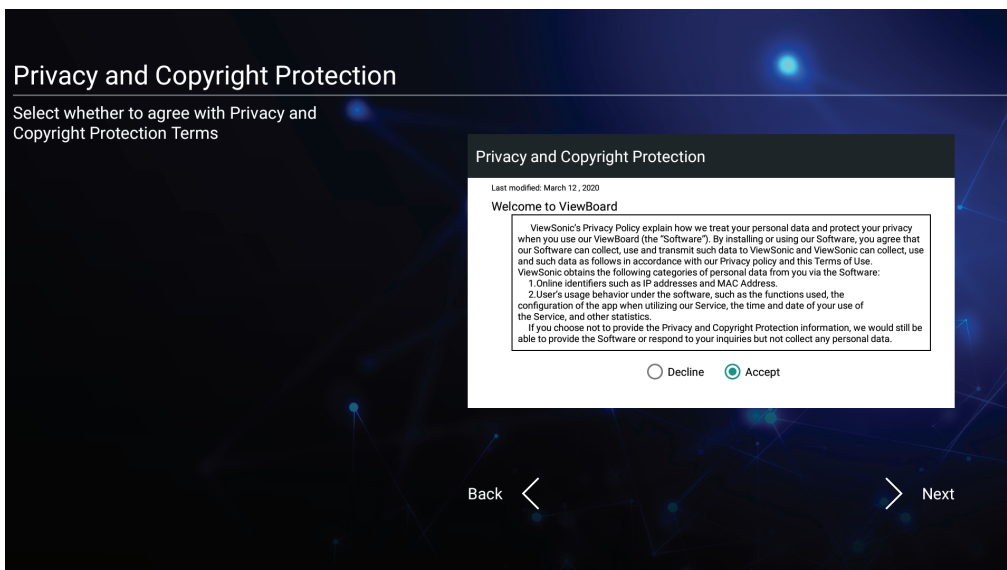 Privacy and Copyright Protection
Select whether to agree with Privacy and
Copyright Protection Terms
Privacy and Copyright Protection
Last modified: March 12 , 2020
Welcome to ViewBoard
ViewSonic's Privacy Policy explain how we treat your personal data and protect your privacy
when you use our ViewBoard (the “Software”). By installing or using our Software, you agree that
our Software can collect, use and transmit such data to ViewSonic and ViewSonic can collect, use
and such data as follows in accordance with our Privacy policy and this Terms of Use.
ViewSonic obtains the following categories of personal data from you via the Software:
1.Online identifiers such as IP addresses and MAC Address.
2.User's usage behavior under the software, such as the functions used, the
configuration of the app when utilizing our Service, the time and date of your use of
the Service, and other statistics.
If you choose not to provide the Privacy and Copyright Protection information, we would still be
able to provide the Software or respond to your inquiries but not collect any personal data.
Decline Accept
Back Next